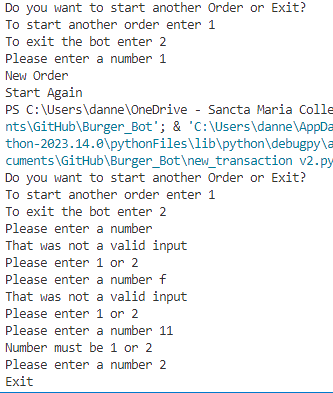 Do you want to start another Order or Exit?
To start another order enter 1
To exit the bot enter 2
Please enter a number 1
New Order
Start Again
PS C:\Users\danne\OneDrive - Sancta Maria Colle
nts\GitHub\Burger_Bot'; & 'C:\Users\danne\AppDa
thon-2023.14.0\pythonFiles\lib\python\debugpy\a
cuments\GitHub\Burger_Bot\new_transaction v2.py
Do you want to start another Order or Exit?
To start another order enter 1
To exit the bot enter 2
Please enter a number
That was not a valid input
Please enter 1 or 2
Please enter a number f
That was not a valid input
Please enter 1 or 2
Please enter a number 11
Number must be 1 or 2
Please enter a number 2
Exit